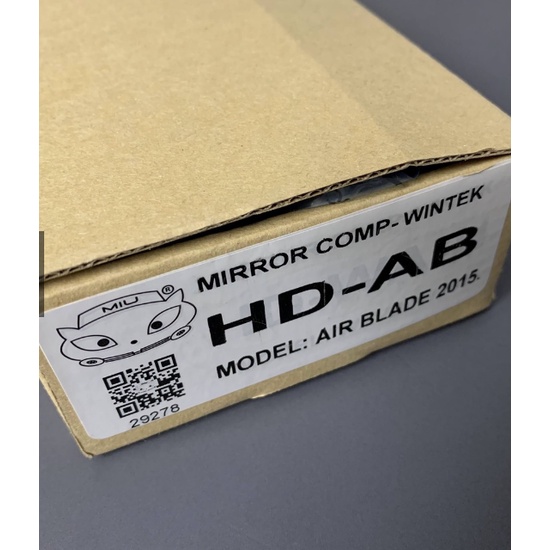 MIRROR COMP-WINTEK
HD-AB
MODEL: AIR BLADE 2015.
MIU ®
29278